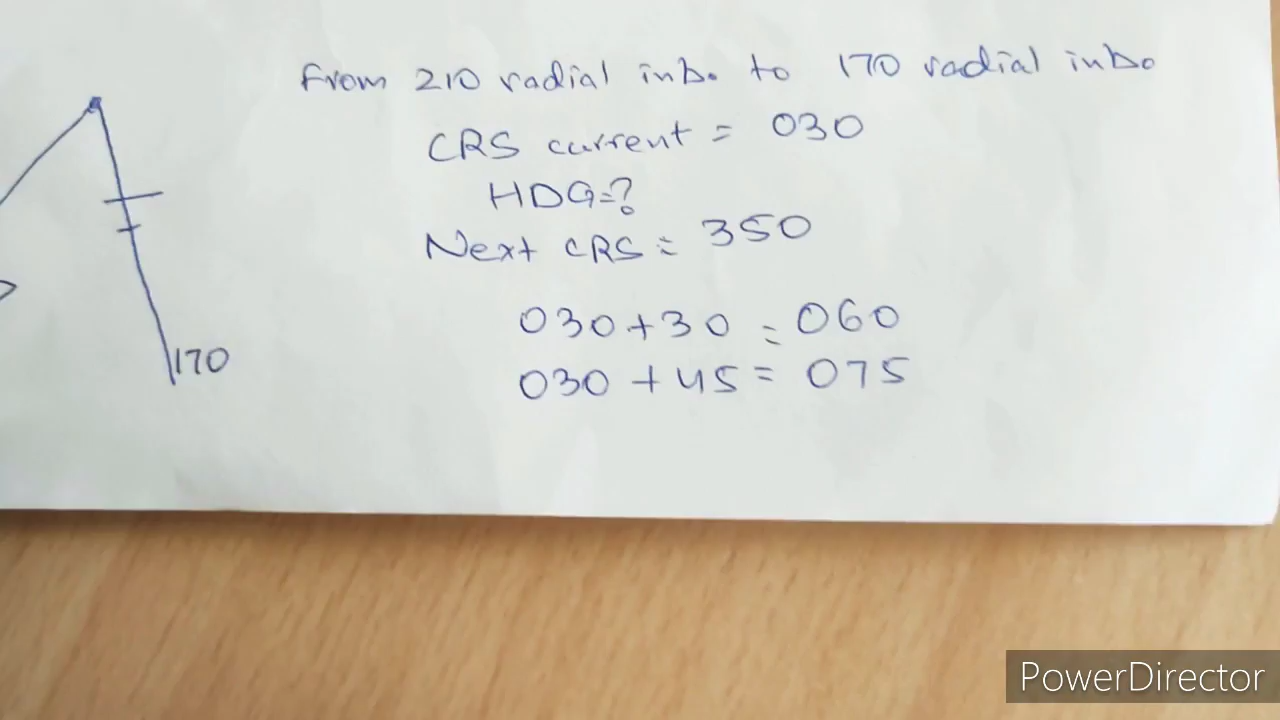 From 210 radial inb. to 170 radial inb.
CRS current = 030
HDG=?
Next CRS = 350
030+30 = 060
030 + 45 = 075
170
PowerDirector